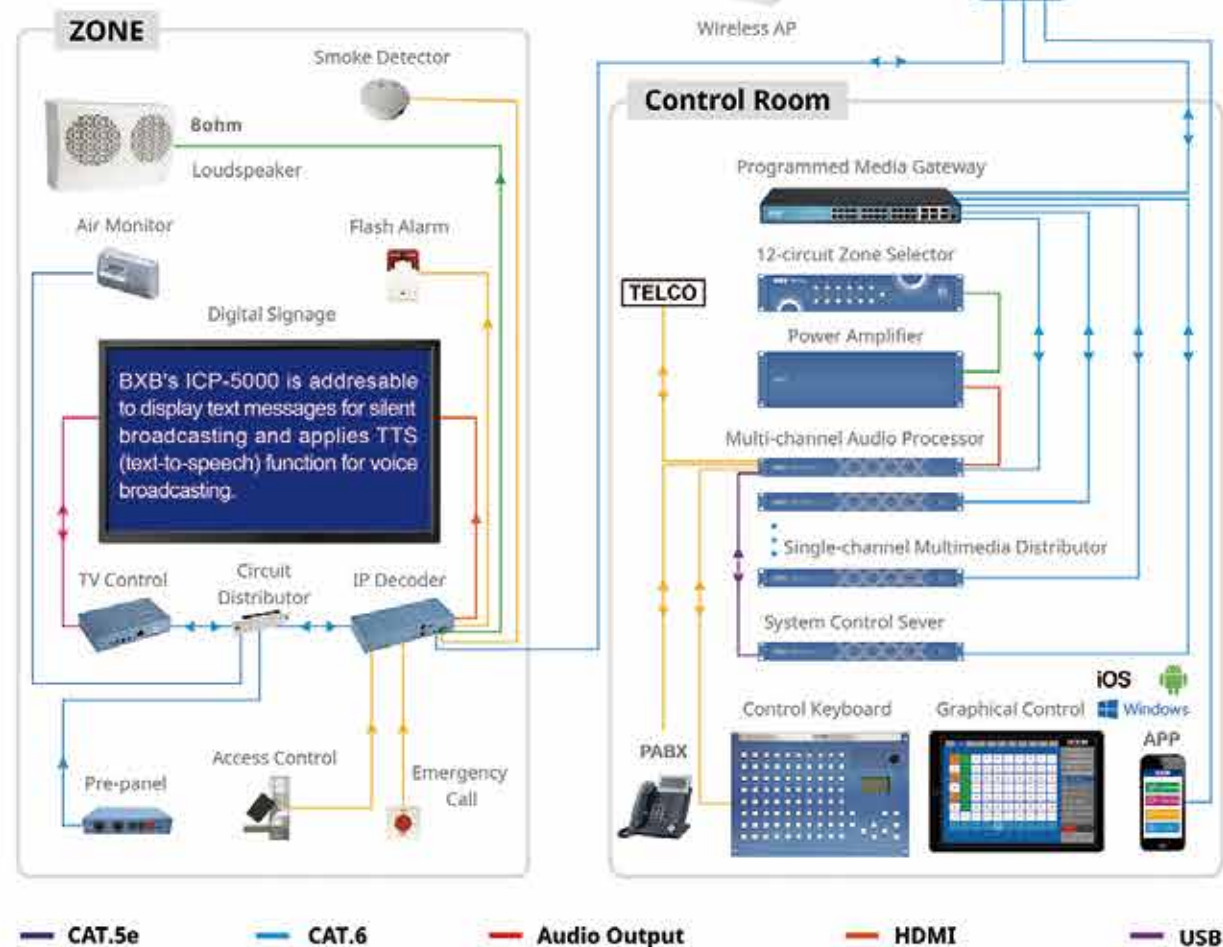 Wireless AP
ZONE
Smoke Detector
8ohm
Loudspeaker
Air Monitor
Flash Alarm
Digital Signage
BXB's ICP-5000 is addresable
to display text messages for silent
broadcasting and applies TTS
(text-to-speech) function for voice
broadcasting.
TV Control
Circuit
Distributor
IP Decoder
Pre-panel
Access Control
Emergency
Call
Control Room
Programmed Media Gateway
12-circuit Zone Selector
TELCO
Power Amplifier
Multi-channel Audio Processor
Single-channel Multimedia Distributor
System Control Sever
iOS
Windows
Control Keyboard
Graphical Control
APP
PABX
CAT.5e
CAT.6
Audio Output
HDMI
USB